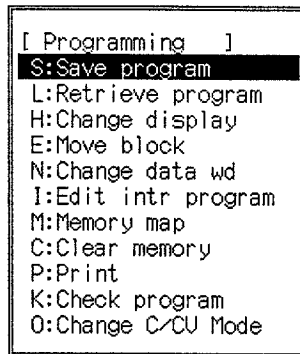 [ Programming ]
S:Save program
L:Retrieve program
H:Change display
E:Move block
N:Change data wd
I:Edit intr program
M:Memory map
C:Clear memory
P:Print
K:Check program
O:Change C/CV Mode